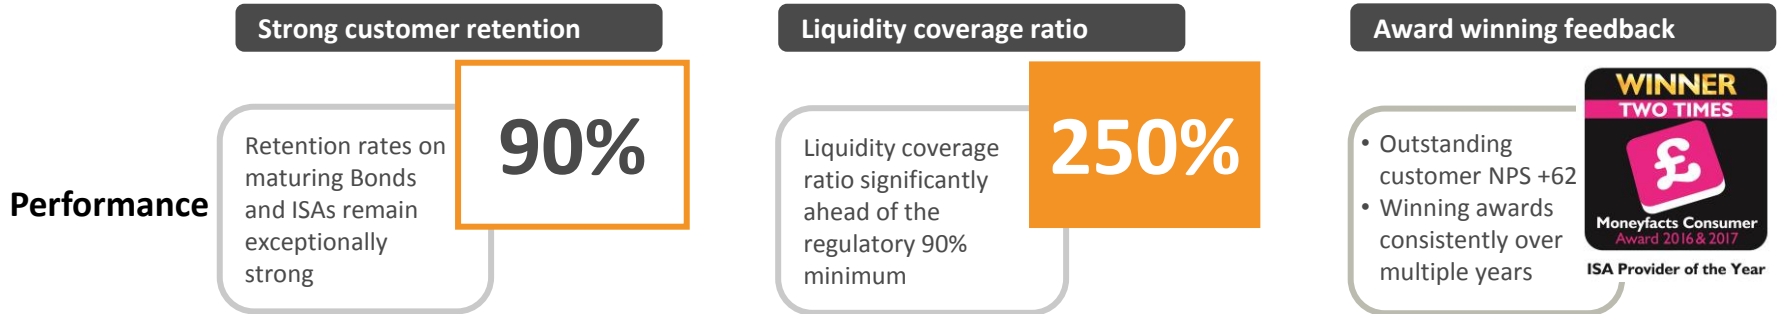 Performance
Strong customer retention
Retention rates on
maturing Bonds
and ISAs remain
exceptionally
strong
90%
Liquidity coverage ratio
Liquidity coverage
ratio significantly
ahead of the
regulatory 90%
minimum
250%
Award winning feedback
• Outstanding
customer NPS +62
• Winning awards
consistently over
multiple years
WINNER
TWO TIMES
£
Moneyfacts Consumer
Award 2016 & 2017
ISA Provider of the Year